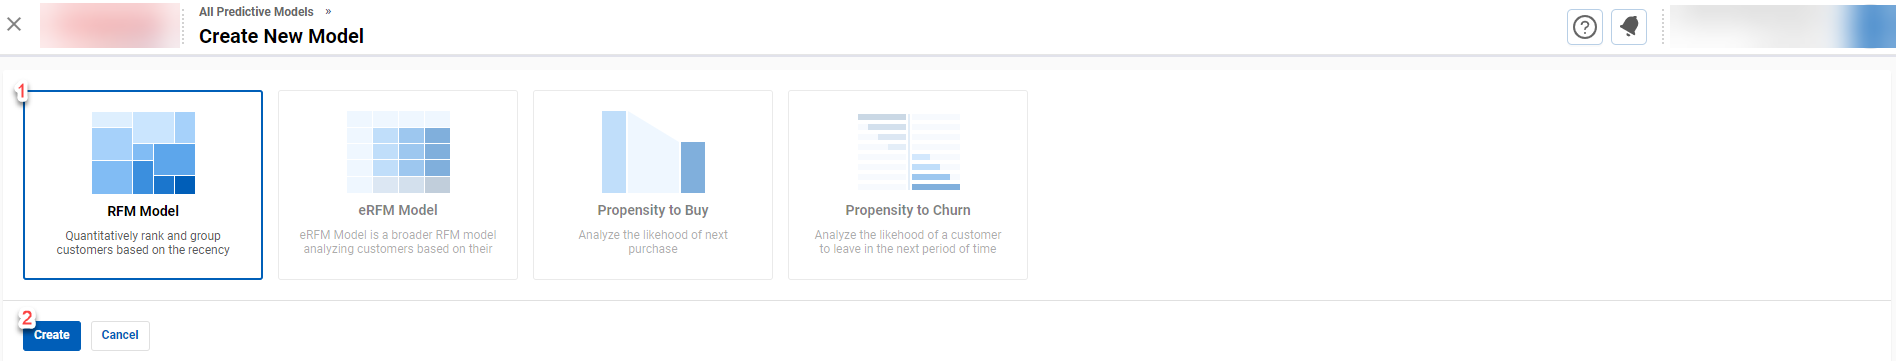 All Predictive Models »
Create New Model
1
RFM Model
Quantitatively rank and group
customers based on the recency
eRFM Model
eRFM Model is a broader RFM model
analyzing customers based on their
Propensity to Buy
Analyze the likehood of next
purchase
Propensity to Churn
Analyze the likehood of a customer
to leave in the next period of time
2
Create
Cancel